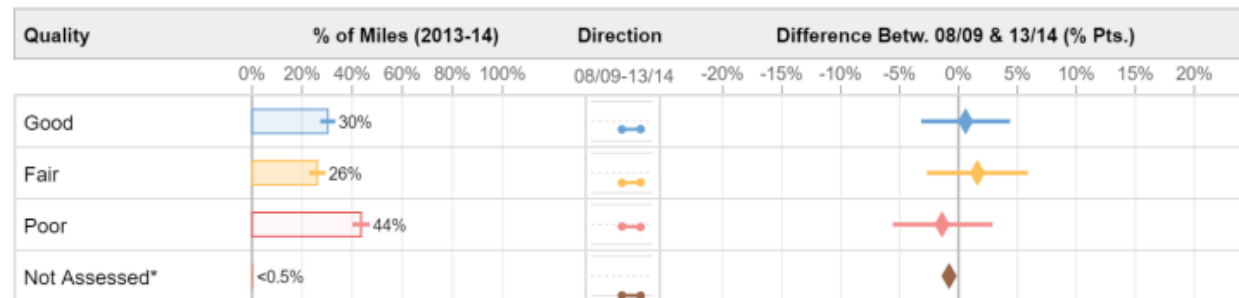 Quality % of Miles (2013-14) Direction Difference Betw. 08/09 & 13/14 (% Pts.)
0% 20% 40% 60% 80% 100% 08/09-13/14 -20% -15% -10% -5% 0% 5% 10% 15% 20%
Good 30%
Fair 26%
Poor 44%
Not Assessed* <0.5%